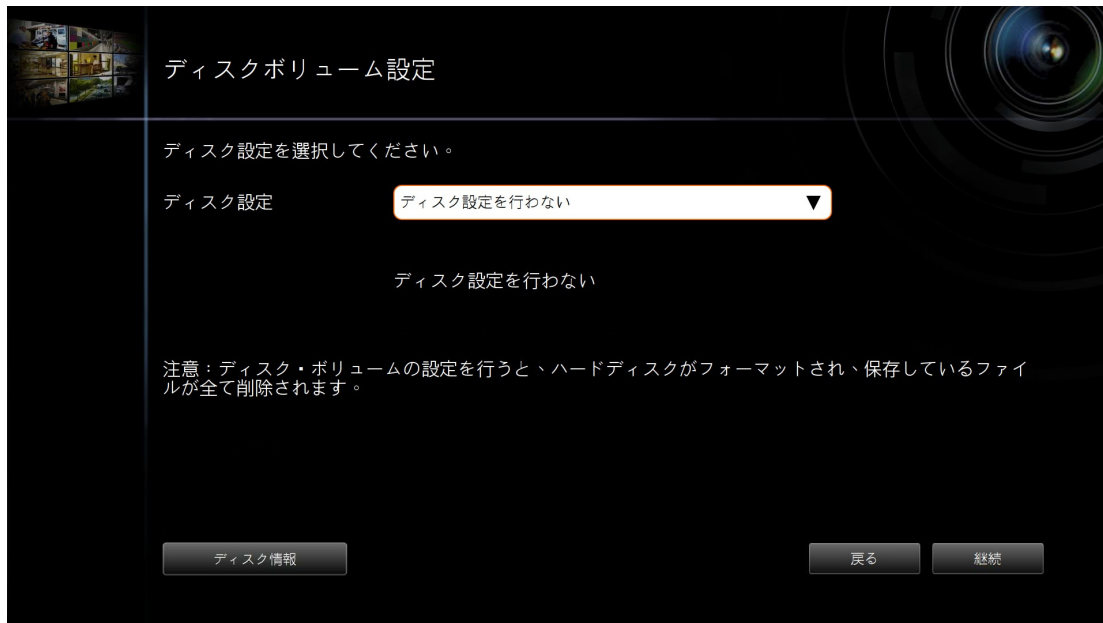 ディスクボリューム設定
ディスク設定を選択してください。
ディスク設定
ディスク設定を行わない ▼
ディスク設定を行わない
注意：ディスク・ボリュームの設定を行うと、ハードディスクがフォーマットされ、保存しているファイ
ルが全て削除されます。
ディスク情報
戻る
継続